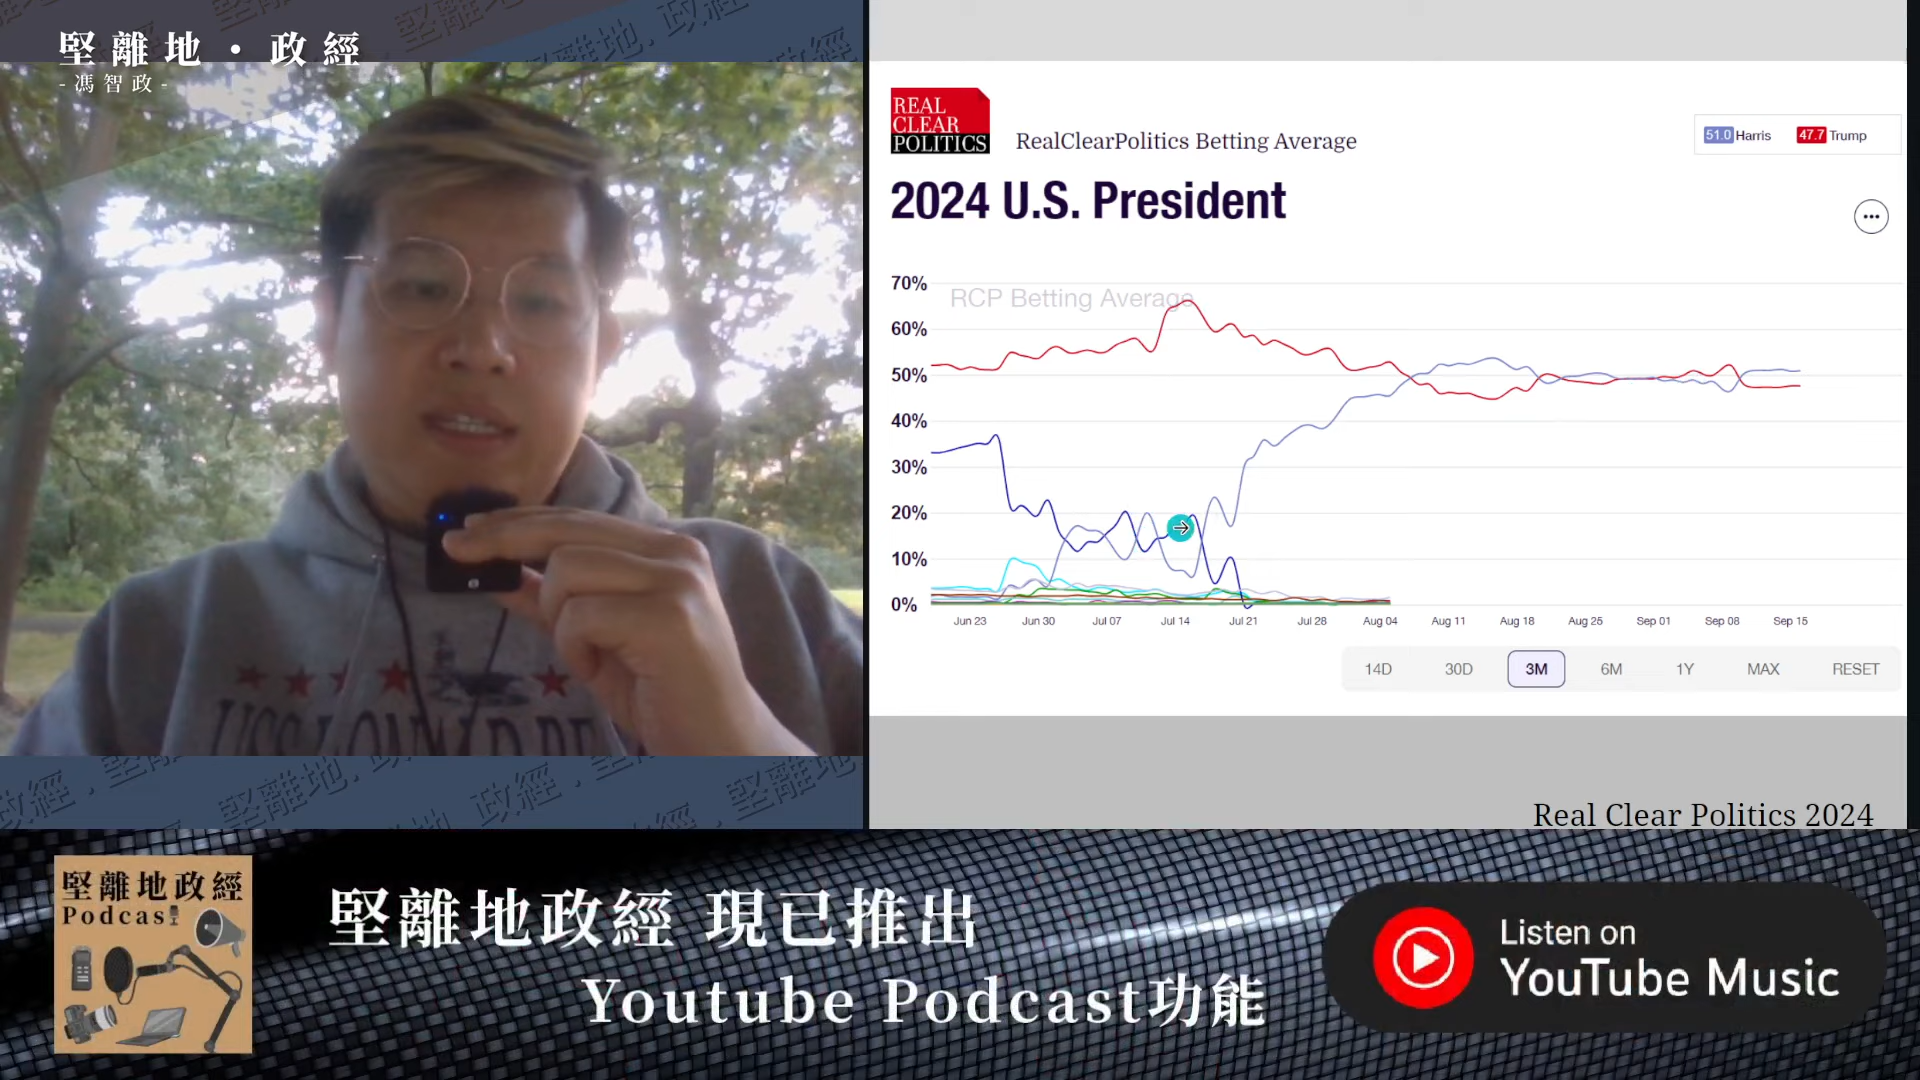 堅離地・政經
-馮智政-
REAL
CLEAR
POLITICS
RealClearPolitics Betting Average
51.0 Harris 47.7 Trump
2024 U.S. President
RCP Betting Average
70%
60%
50%
40%
30%
20%
10%
0%
Jun 23 Jun 30 Jul 07 Jul 14 Jul 21 Jul 28 Aug 04 Aug 11 Aug 18 Aug 25 Sep 01 Sep 08 Sep 15
14D 30D 3M 6M 1Y MAX RESET
Real Clear Politics 2024
堅離地政經
Podcast
堅離地政經 現已推出
Youtube Podcast功能
Listen on
YouTube Music